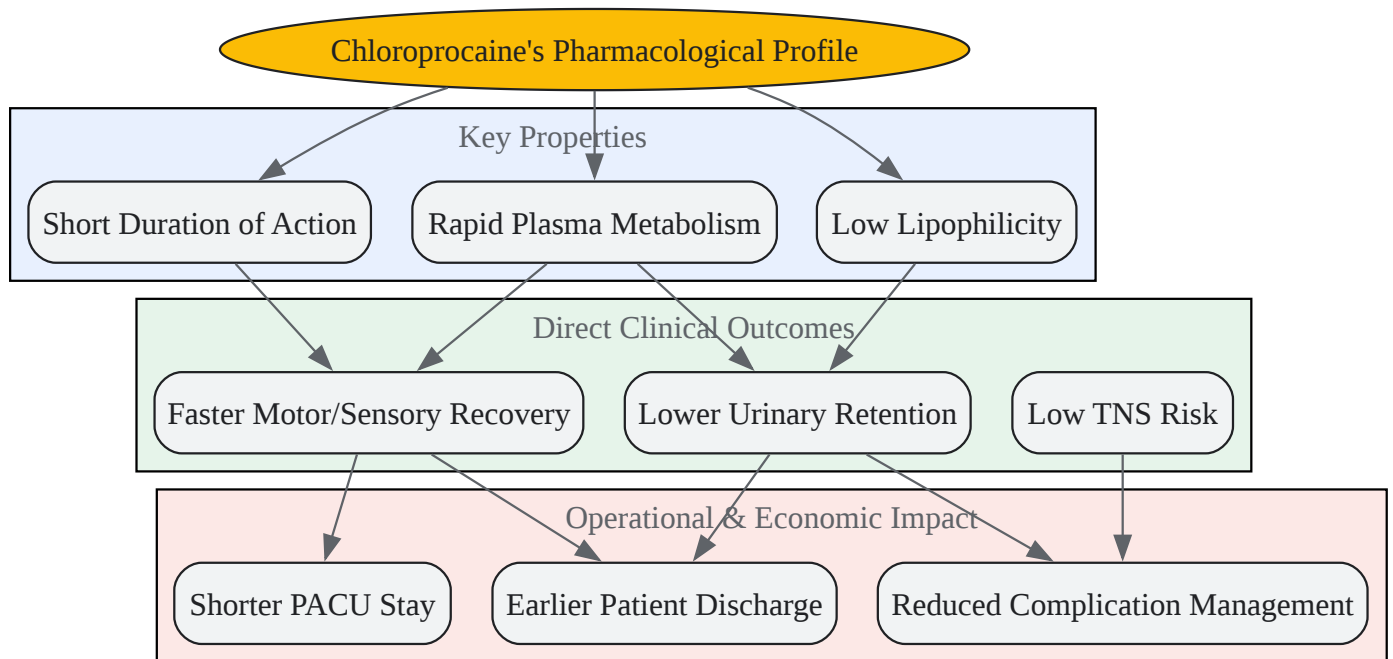 Chloroprocaine's Pharmacological Profile
Key Properties
Short Duration of Action
Rapid Plasma Metabolism
Low Lipophilicity
Direct Clinical Outcomes
Faster Motor/Sensory Recovery
Lower Urinary Retention
Low TNS Risk
Operational & Economic Impact
Shorter PACU Stay
Earlier Patient Discharge
Reduced Complication Management